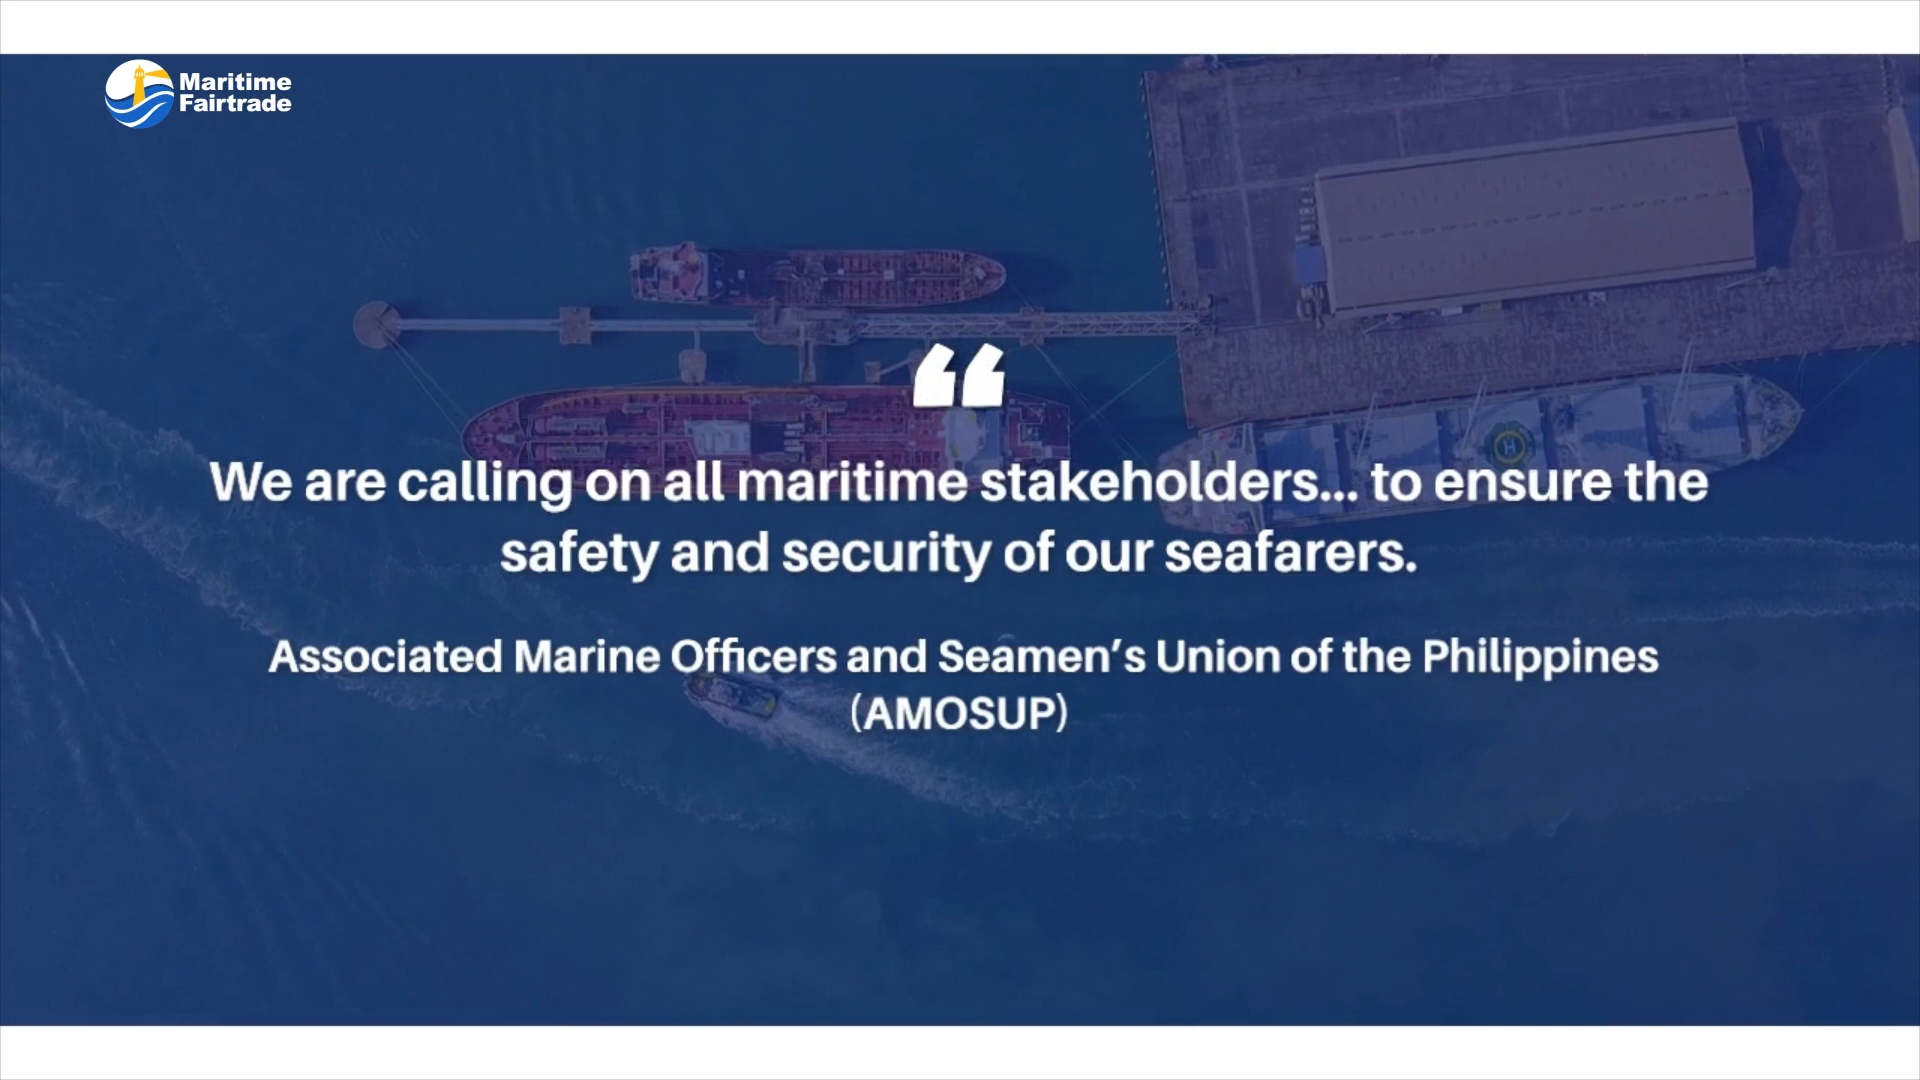 Maritime
Fairtrade
“
We are calling on all maritime stakeholders... to ensure the
safety and security of our seafarers.
Associated Marine Officers and Seamen’s Union of the Philippines
(AMOSUP)